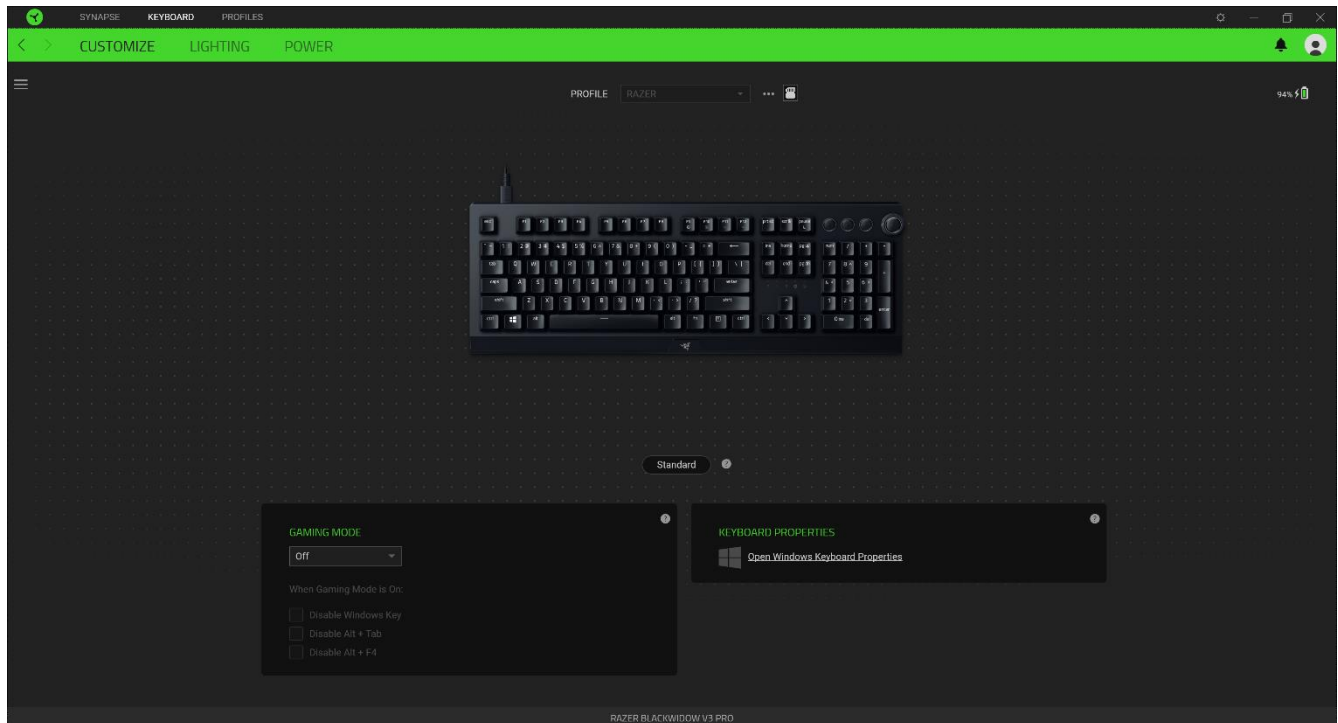 SYNAPSE KEYBOARD PROFILES
CUSTOMIZE LIGHTING POWER
PROFILE RAZER
94%
Standard
GAMING MODE
Off
When Gaming Mode is On:
Disable Windows Key
Disable Alt + Tab
Disable Alt + F4
KEYBOARD PROPERTIES
Open Windows Keyboard Properties
RAZER BLACKWIDOW V3 PRO